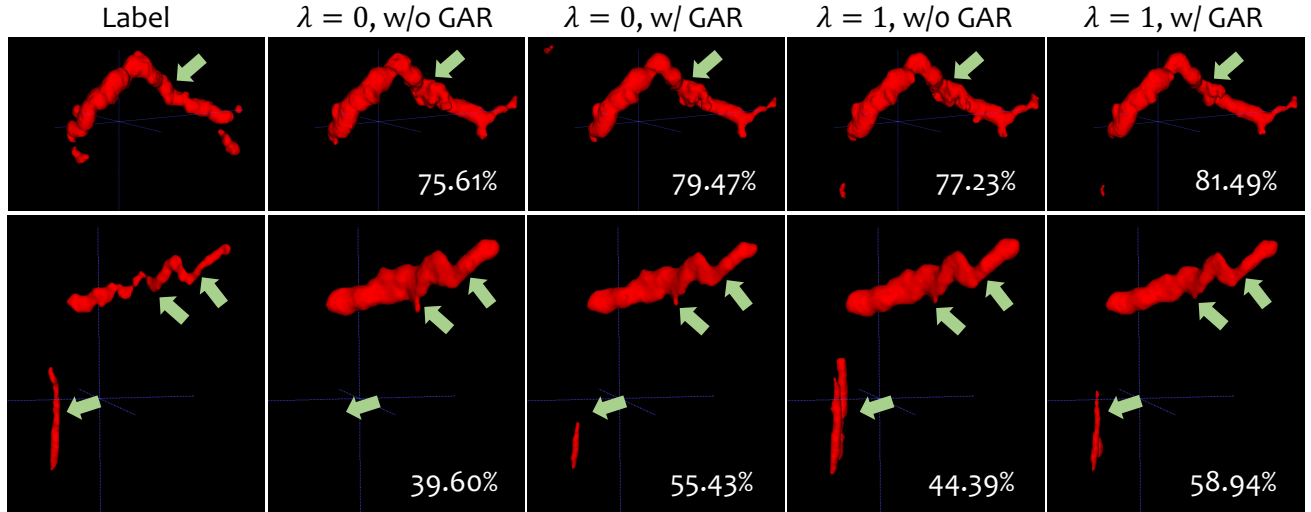 Label
λ = 0, w/o GAR
λ = 0, w/ GAR
λ = 1, w/o GAR
λ = 1, w/ GAR
75.61%
79.47%
77.23%
81.49%
39.60%
55.43%
44.39%
58.94%